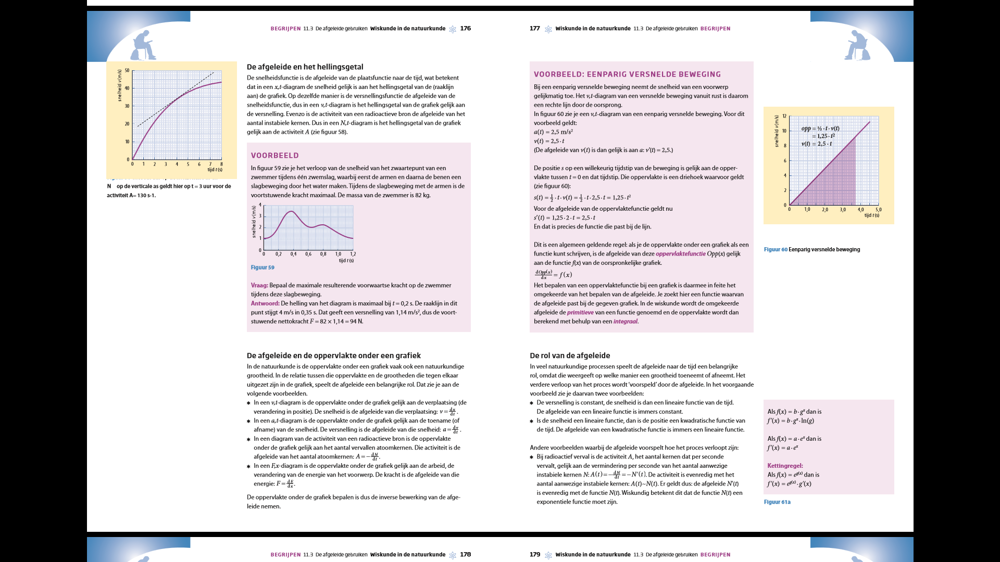 BEGRIJPEN 11.3 De afgeleide gebruiken Wiskunde in de natuurkunde 176
snelheid v (m/s)
50
40
30
20
10
0
0 1 2 3 4 5 6 7 8
tijd t (s)
N op de verticale as geldt hier op t = 3 uur voor de
activiteit A= 130 s-1.
De afgeleide en het hellingsgetal
De snelheidsfunctie is de afgeleide van de plaatsfunctie naar de tijd, wat betekent
dat in een x,t-diagram de snelheid gelijk is aan het hellingsgetal van de (raaklijn
aan) de grafiek. Op dezelfde manier is de versnellingsfunctie de afgeleide van de
snelheidsfunctie, dus in een v,t-diagram is het hellingsgetal van de grafiek gelijk aan
de versnelling. Evenzo is de activiteit van een radioactieve bron de afgeleide van het
aantal instabiele kernen. Dus in een N,t-diagram is het hellingsgetal van de grafiek
gelijk aan de activiteit A (zie figuur 58).
VOORBEELD
In figuur 59 zie je het verloop van de snelheid van het zwaartepunt van een
zwemmer tijdens één zwemslag, waarbij eerst de armen en daarna de benen een
slagbeweging door het water maken. Tijdens de slagbeweging met de armen is de
voortstuwende kracht maximaal. De massa van de zwemmer is 82 kg.
snelheid v (m/s)
4
3
2
1
0
0 0,2 0,4 0,6 0,8 1,0 1,2
tijd t (s)
Figuur 59
Vraag: Bepaal de maximale resulterende voorwaartse kracht op de zwemmer
tijdens deze slagbeweging.
Antwoord: De helling van het diagram is maximaal bij t = 0,2 s. De raaklijn in dit
punt stijgt 4 m/s in 0,35 s. Dat geeft een versnelling van 1,14 m/s², dus de voort-
stuwende nettokracht F = 82 × 1,14 = 94 N.
De afgeleide en de oppervlakte onder een grafiek
In de natuurkunde is de oppervlakte onder een grafiek vaak ook een natuurkundige
grootheid. In de relatie tussen die oppervlakte en de grootheden die tegen elkaar
uitgezet zijn in de grafiek, speelt de afgeleide een belangrijke rol. Dat zie je aan de
volgende voorbeelden.
* In een v,t-diagram is de oppervlakte onder de grafiek gelijk aan de verplaatsing (de
verandering in positie). De snelheid is de afgeleide van die verplaatsing: v = dx/dt .
* In een a,t-diagram is de oppervlakte onder de grafiek gelijk aan de toename (of
afname) van de snelheid. De versnelling is de afgeleide van die snelheid: a = dv/dt .
* In een diagram van de activiteit van een radioactieve bron is de oppervlakte
onder de grafiek gelijk aan het aantal vervallen atoomkernen. Die activiteit is de
afgeleide van het aantal atoomkernen: A = − dN/dt .
* In een F,x-diagram is de oppervlakte onder de grafiek gelijk aan de arbeid, de
verandering van de energie van het voorwerp. De kracht is de afgeleide van die
energie: F = dE/dx .
De oppervlakte onder de grafiek bepalen is dus de inverse bewerking van de afge-
leide nemen.
177 Wiskunde in de natuurkunde 11.3 De afgeleide gebruiken BEGRIJPEN
VOORBEELD: EENPARIG VERSNELDE BEWEGING
Bij een eenparig versnelde beweging neemt de snelheid van een voorwerp
gelijkmatig toe. Het v,t-diagram van een versnelde beweging vanuit rust is daarom
een rechte lijn door de oorsprong.
In figuur 60 zie je een v,t-diagram van een eenparig versnelde beweging. Voor dit
voorbeeld geldt:
a(t) = 2,5 m/s²
v(t) = 2,5 · t
(De afgeleide van v(t) is dan gelijk is aan a: v'(t) = 2,5.)
De positie s op een willekeurig tijdstip van de beweging is gelijk aan de opper-
vlakte tussen t = 0 en dat tijdstip. Die oppervlakte is een driehoek waarvoor geldt
(zie figuur 60):
s(t) = 1/2 · t · v(t) = 1/2 · t · 2,5 · t = 1,25 · t²
Voor de afgeleide van de oppervlaktefunctie geldt nu
s'(t) = 1,25 · 2 · t = 2,5 · t
En dat is precies de functie die past bij de lijn.
Dit is een algemeen geldende regel: als je de oppervlakte onder een grafiek als een
functie kunt schrijven, is de afgeleide van deze oppervlaktefunctie Opp(x) gelijk
aan de functie f(x) van de oorspronkelijke grafiek.
dOpp(x)/dx = f (x)
Het bepalen van een oppervlaktefunctie bij een grafiek is daarmee in feite het
omgekeerde van het bepalen van de afgeleide. Je zoekt hier een functie waarvan
de afgeleide past bij de gegeven grafiek. In de wiskunde wordt de omgekeerde
afgeleide de primitieve van een functie genoemd en de oppervlakte wordt dan
berekend met behulp van een integraal.
snelheid v (m/s)
12
10
8
6
4
2
0
opp = ½ · t · v(t)
= 1,25 · t²
v(t) = 2,5 · t
0 1,0 2,0 3,0 4,0 5,0
tijd t (s)
Figuur 60 Eenparig versnelde beweging
De rol van de afgeleide
In veel natuurkundige processen speelt de afgeleide naar de tijd een belangrijke
rol, omdat die weergeeft op welke manier een grootheid toeneemt of afneemt. Het
verdere verloop van het proces wordt ‘voorspeld’ door de afgeleide. In het voorgaande
voorbeeld zie je daarvan twee voorbeelden:
* De versnelling is constant, de snelheid is dan een lineaire functie van de tijd.
De afgeleide van een lineaire functie is immers constant.
* Is de snelheid een lineaire functie, dan is de positie een kwadratische functie van
de tijd. De afgeleide van een kwadratische functie is immers een lineaire functie.
Andere voorbeelden waarbij de afgeleide voorspelt hoe het proces verloopt zijn:
* Bij radioactief verval is de activiteit A, het aantal kernen dat per seconde
vervalt, gelijk aan de vermindering per seconde van het aantal aanwezige
instabiele kernen N: A(t) = − dN/dt = −N'(t). De activiteit is evenredig met het
aantal aanwezige instabiele kernen: A(t)~N(t). Er geldt dus: de afgeleide N'(t)
is evenredig met de functie N(t). Wiskundig betekent dit dat de functie N(t) een
exponentiele functie moet zijn.
Als f(x) = b · gˣ dan is
f'(x) = b · gˣ · ln(g)
Als f(x) = a · eˣ dan is
f'(x) = a · eˣ
Kettingregel:
Als f(x) = e^g(x) dan is
f'(x) = e^g(x) · g'(x)
Figuur 61a
BEGRIJPEN 11.3 De afgeleide gebruiken Wiskunde in de natuurkunde 178
179 Wiskunde in de natuurkunde 11.3 De afgeleide gebruiken BEGRIJPEN